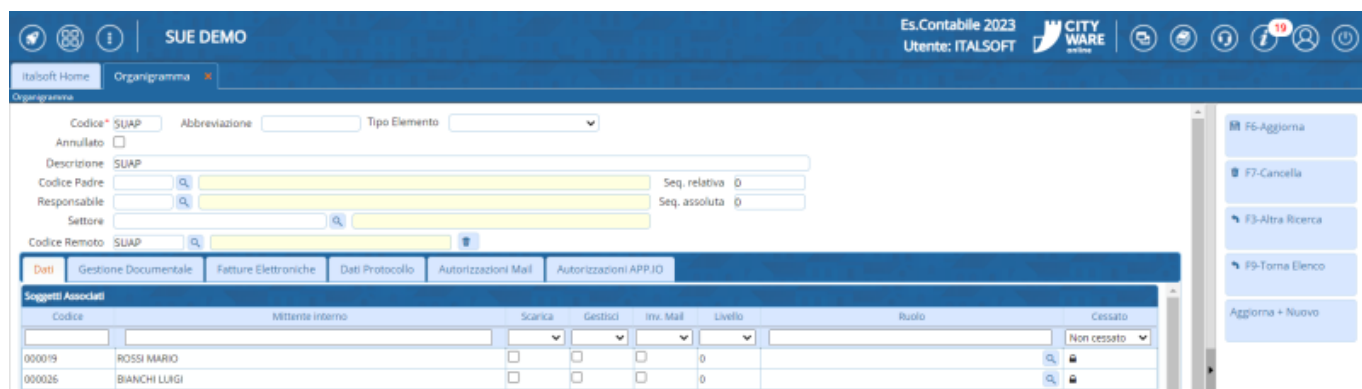 SUE DEMO
Es.Contabile 2023
Utente: ITALSOFT
CITY WARE online
19
Italsoft Home Organigramma
Organigramma
Codice* SUAP Abbreviazione Tipo Elemento
Annullato
Descrizione SUAP
Codice Padre Seq. relativa 0
Responsabile Seq. assoluta 0
Settore
Codice Remoto SUAP
Dati Gestione Documentale Fatture Elettroniche Dati Protocollo Autorizzazioni Mail Autorizzazioni APP.IO
Soggetti Associati
Codice Mittente interno Scarica Gestisci Inv. Mail Livello Ruolo Cessato
Non cessato
000019 ROSSI MARIO 0
000026 BIANCHI LUIGI 0
F6-Aggiorna
F7-Cancella
F3-Altra Ricerca
F9-Torna Elenco
Aggiorna + Nuovo